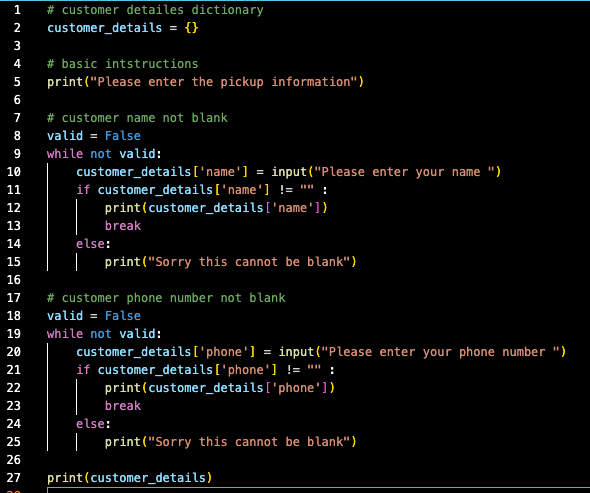 1 # customer detailes dictionary
2 customer_details = {}
3
4 # basic intstructions
5 print("Please enter the pickup information")
6
7 # customer name not blank
8 valid = False
9 while not valid:
10     customer_details['name'] = input("Please enter your name ")
11     if customer_details['name'] != "" :
12         print(customer_details['name'])
13         break
14     else:
15         print("Sorry this cannot be blank")
16
17 # customer phone number not blank
18 valid = False
19 while not valid:
20     customer_details['phone'] = input("Please enter your phone number ")
21     if customer_details['phone'] != "" :
22         print(customer_details['phone'])
23         break
24     else:
25         print("Sorry this cannot be blank")
26
27 print(customer_details)